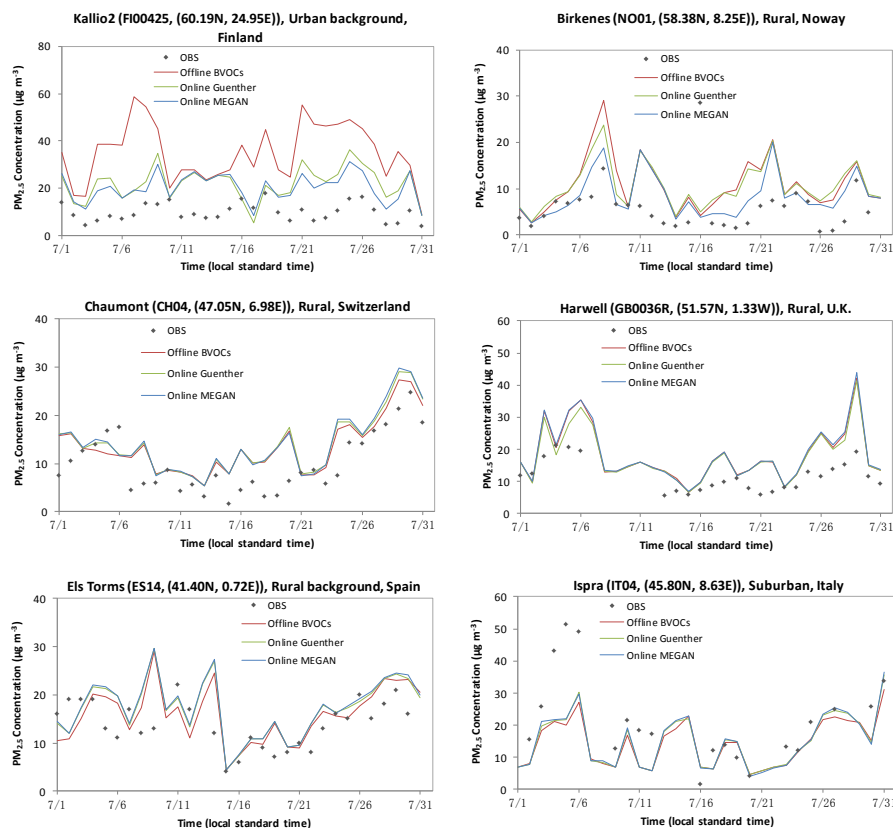 Kallio2 (FI00425, (60.19N, 24.95E)), Urban background,
Finland
PM2.5 Concentration (µg m-3)
80
60
40
20
0
OBS
Offline BVOCs
Online Guenther
Online MEGAN
7/1 7/6 7/11 7/16 7/21 7/26 7/31
Time (local standard time)
Birkenes (NO01, (58.38N, 8.25E)), Rural, Noway
PM2.5 Concentration (µg m-3)
40
30
20
10
0
OBS
Offline BVOCs
Online Guenther
Online MEGAN
7/1 7/6 7/11 7/16 7/21 7/26 7/31
Time (local standard time)
Chaumont (CH04, (47.05N, 6.98E)), Rural, Switzerland
PM2.5 Concentration (µg m-3)
40
30
20
10
0
OBS
Offline BVOCs
Online Guenther
Online MEGAN
7/1 7/6 7/11 7/16 7/21 7/26 7/31
Time (local standard time)
Harwell (GB0036R, (51.57N, 1.33W)), Rural, U.K.
PM2.5 Concentration (µg m-3)
60
50
40
30
20
10
0
OBS
Offline BVOCs
Online Guenther
Online MEGAN
7/1 7/6 7/11 7/16 7/21 7/26 7/31
Time (local standard time)
Els Torms (ES14, (41.40N, 0.72E)), Rural background, Spain
PM2.5 Concentration (µg m-3)
40
30
20
10
0
OBS
Offline BVOCs
Online Guenther
Online MEGAN
7/1 7/6 7/11 7/16 7/21 7/26 7/31
Time (local standard time)
Ispra (IT04, (45.80N, 8.63E)), Suburban, Italy
PM2.5 Concentration (µg m-3)
60
50
40
30
20
10
0
OBS
Offline BVOCs
Online Guenther
Online MEGAN
7/1 7/6 7/11 7/16 7/21 7/26 7/31
Time (local standard time)